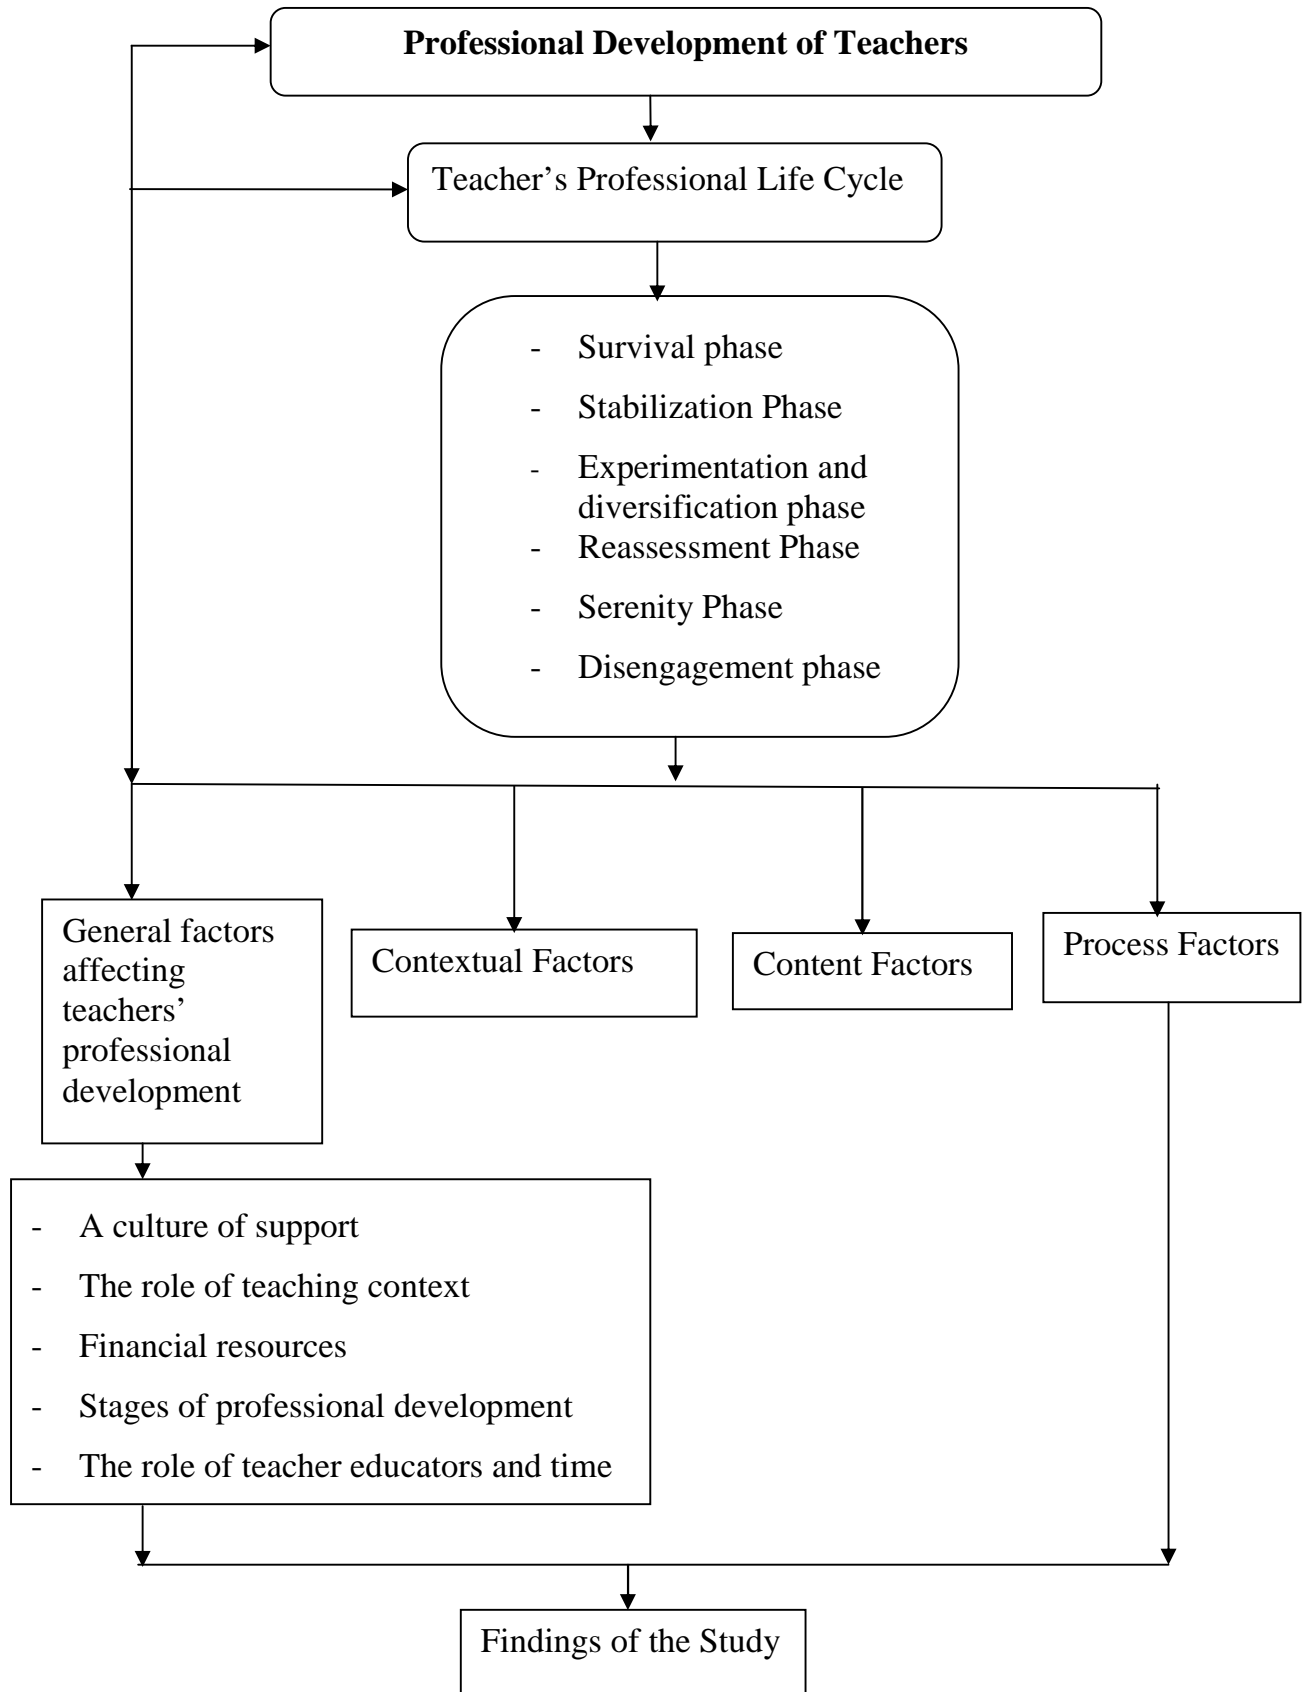 Professional Development of Teachers
Teacher’s Professional Life Cycle
- Survival phase
- Stabilization Phase
- Experimentation and
diversification phase
- Reassessment Phase
- Serenity Phase
- Disengagement phase
General factors
affecting
teachers’
professional
development
Contextual Factors
Content Factors
Process Factors
- A culture of support
- The role of teaching context
- Financial resources
- Stages of professional development
- The role of teacher educators and time
Findings of the Study